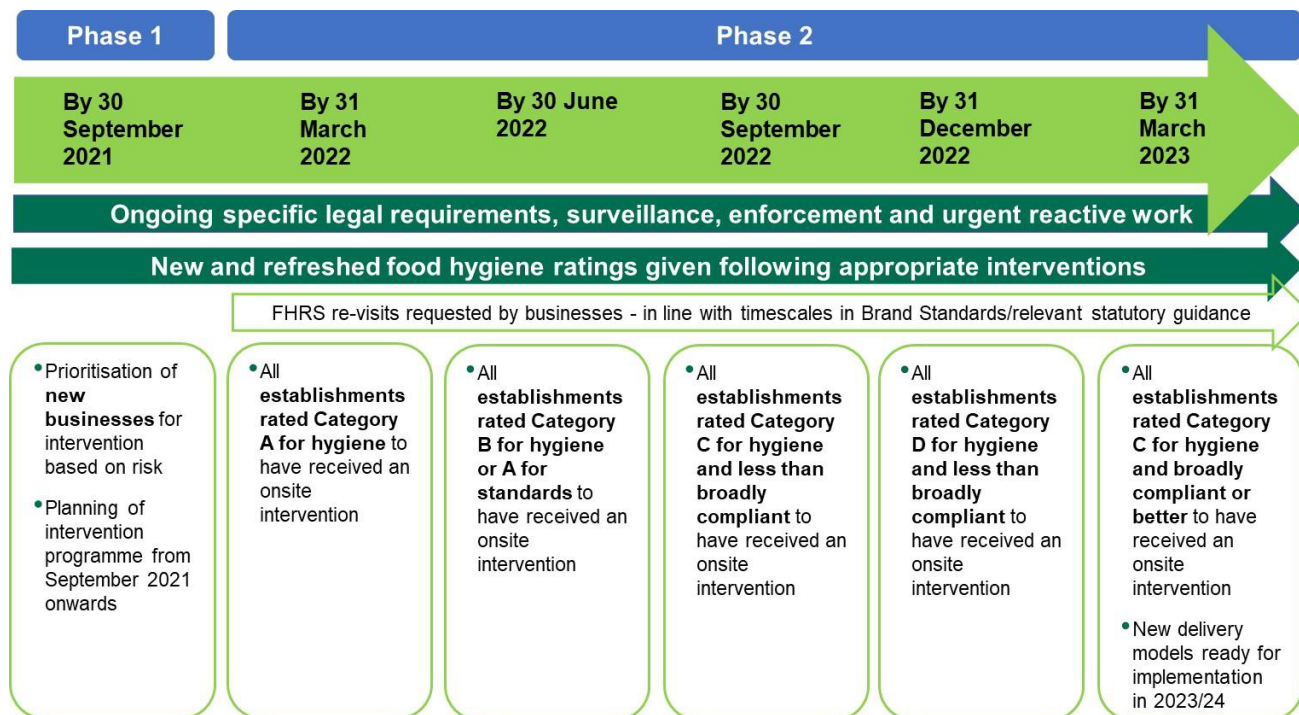 Phase 1
Phase 2
By 30
September
2021
By 31
March
2022
By 30 June
2022
By 30
September
2022
By 31
December
2022
By 31
March
2023
Ongoing specific legal requirements, surveillance, enforcement and urgent reactive work
New and refreshed food hygiene ratings given following appropriate interventions
FHRS re-visits requested by businesses - in line with timescales in Brand Standards/relevant statutory guidance
•Prioritisation of
new
businesses for
intervention
based on risk
•Planning of
intervention
programme from
September 2021
onwards
•All
establishments
rated Category
A for hygiene to
have received an
onsite
intervention
•All
establishments
rated Category
B for hygiene
or A for
standards to
have received an
onsite
intervention
•All
establishments
rated Category
C for hygiene
and less than
broadly
compliant to
have received an
onsite
intervention
•All
establishments
rated Category
D for hygiene
and less than
broadly
compliant to
have received an
onsite
intervention
•All
establishments
rated Category
C for hygiene
and broadly
compliant or
better to have
received an
onsite
intervention
•New delivery
models ready for
implementation
in 2023/24